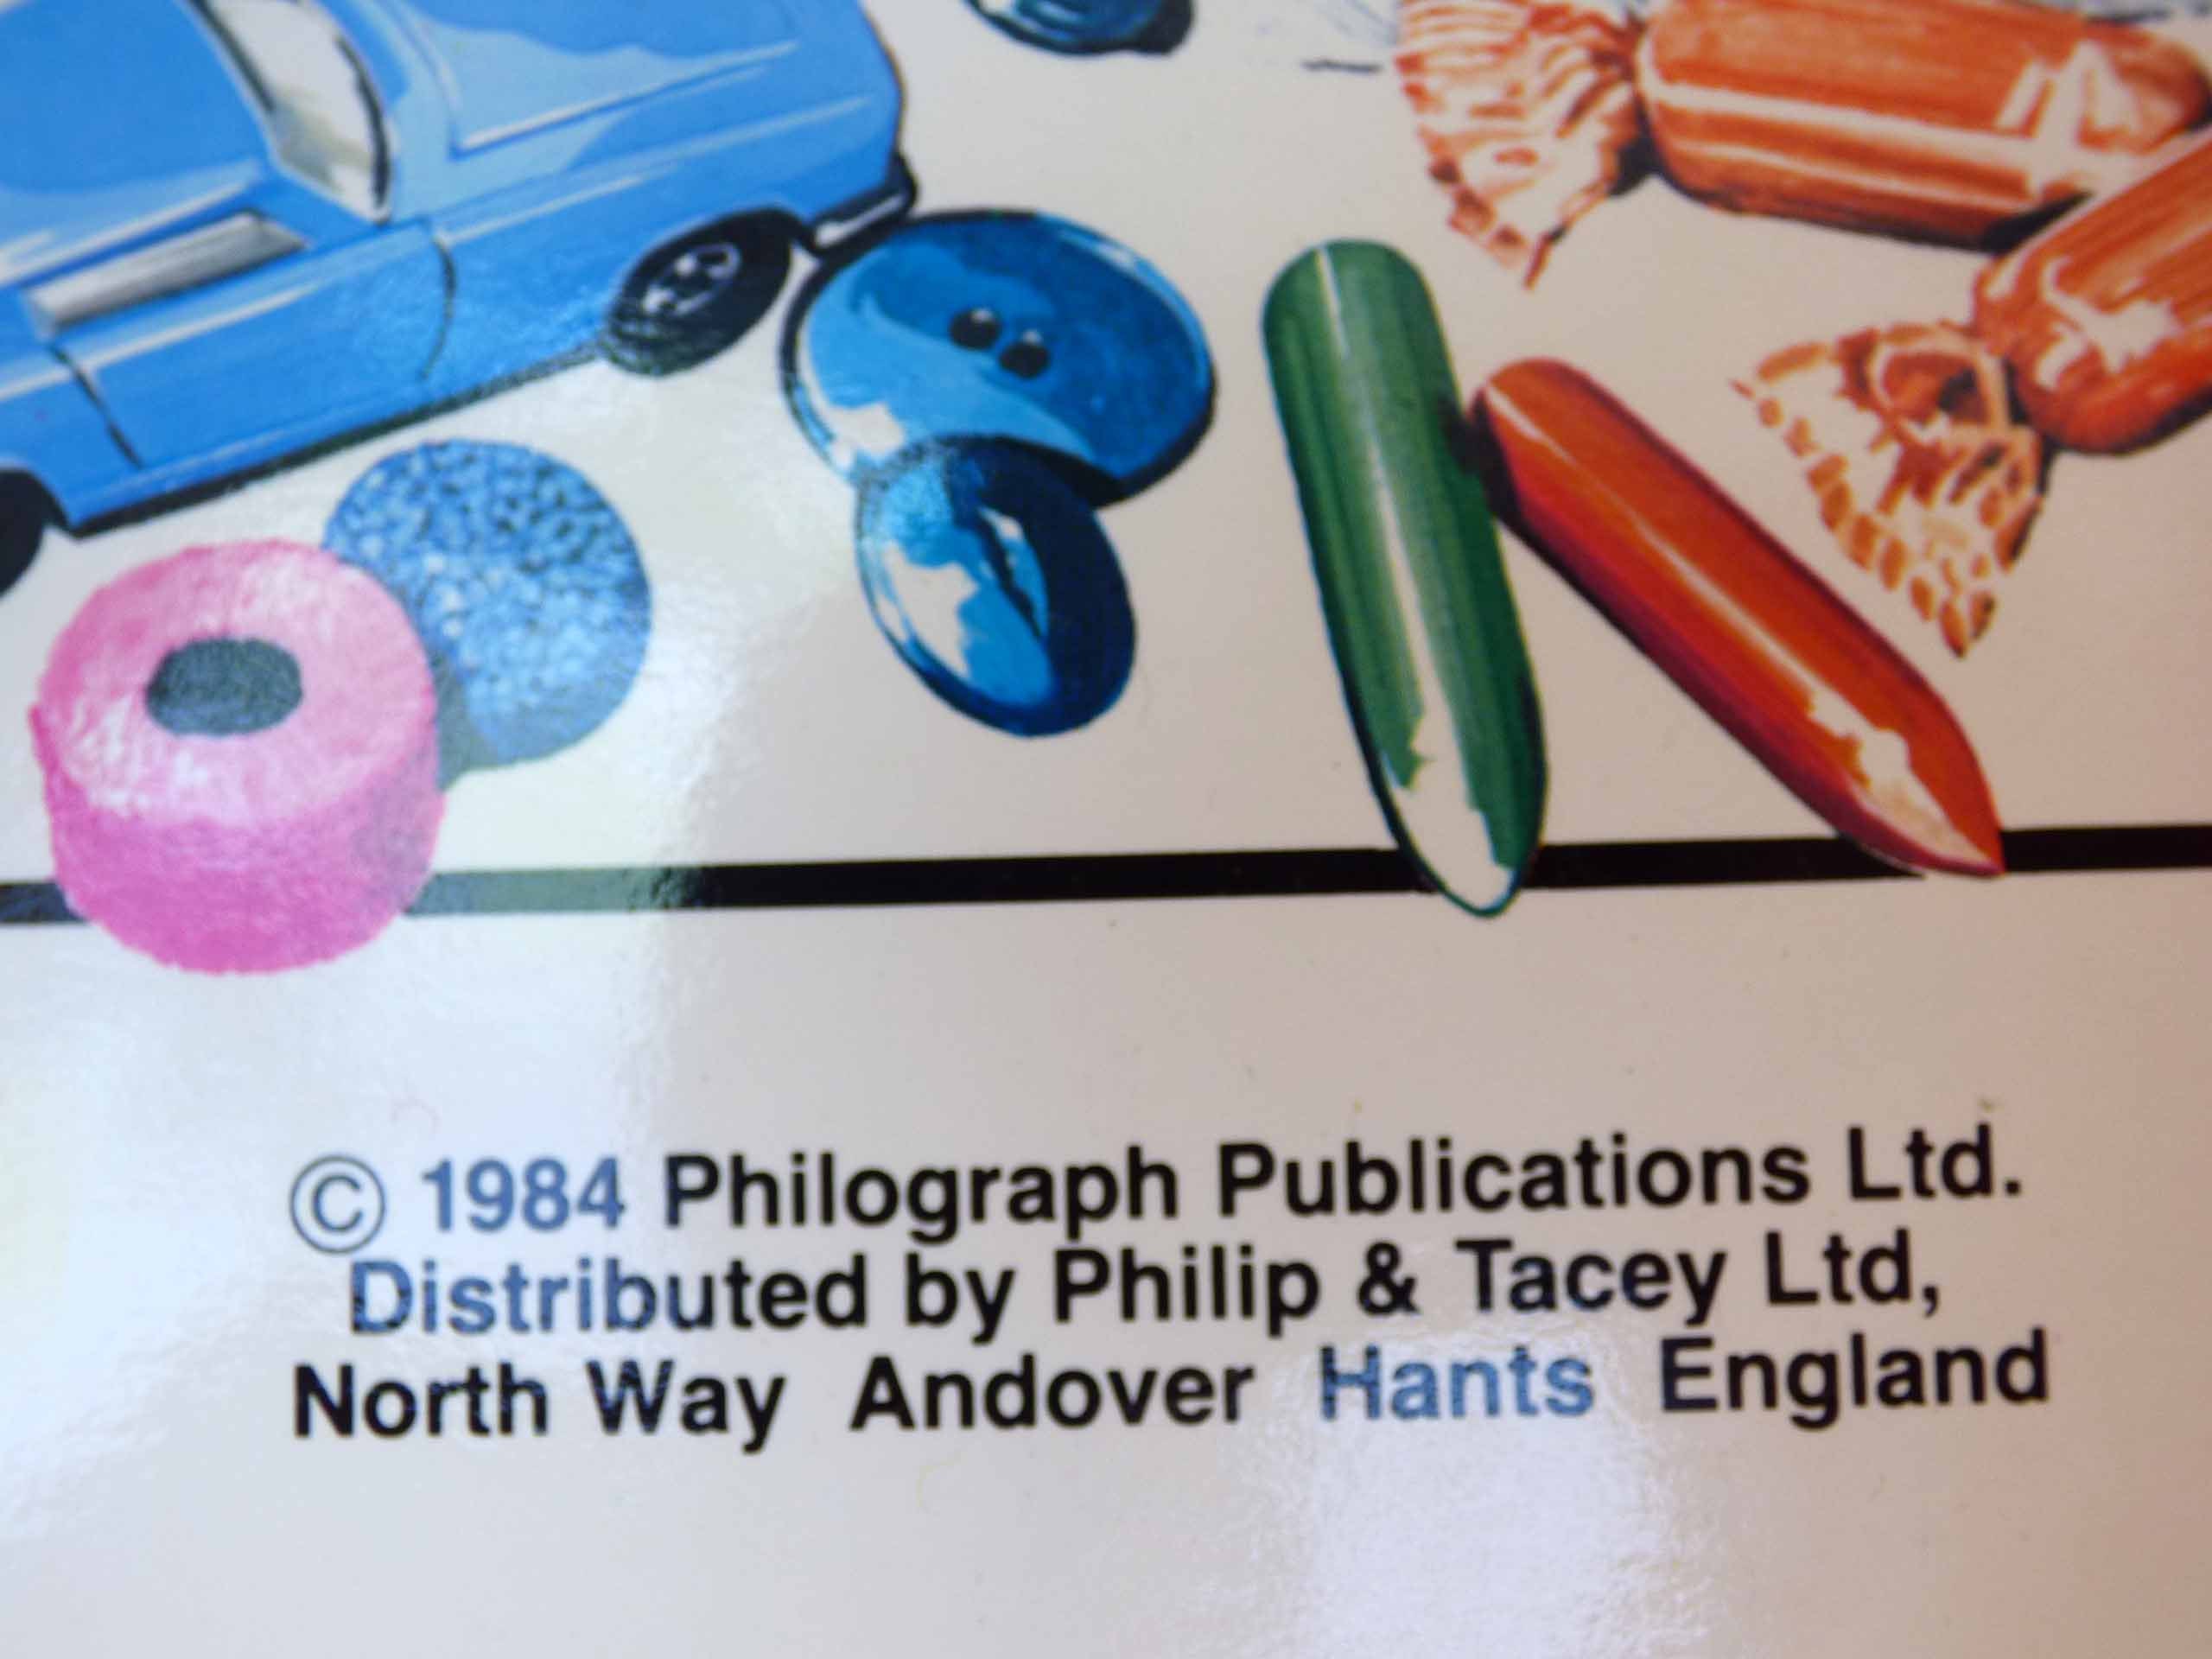 © 1984 Philograph Publications Ltd.
Distributed by Philip & Tacey Ltd,
North Way Andover Hants England